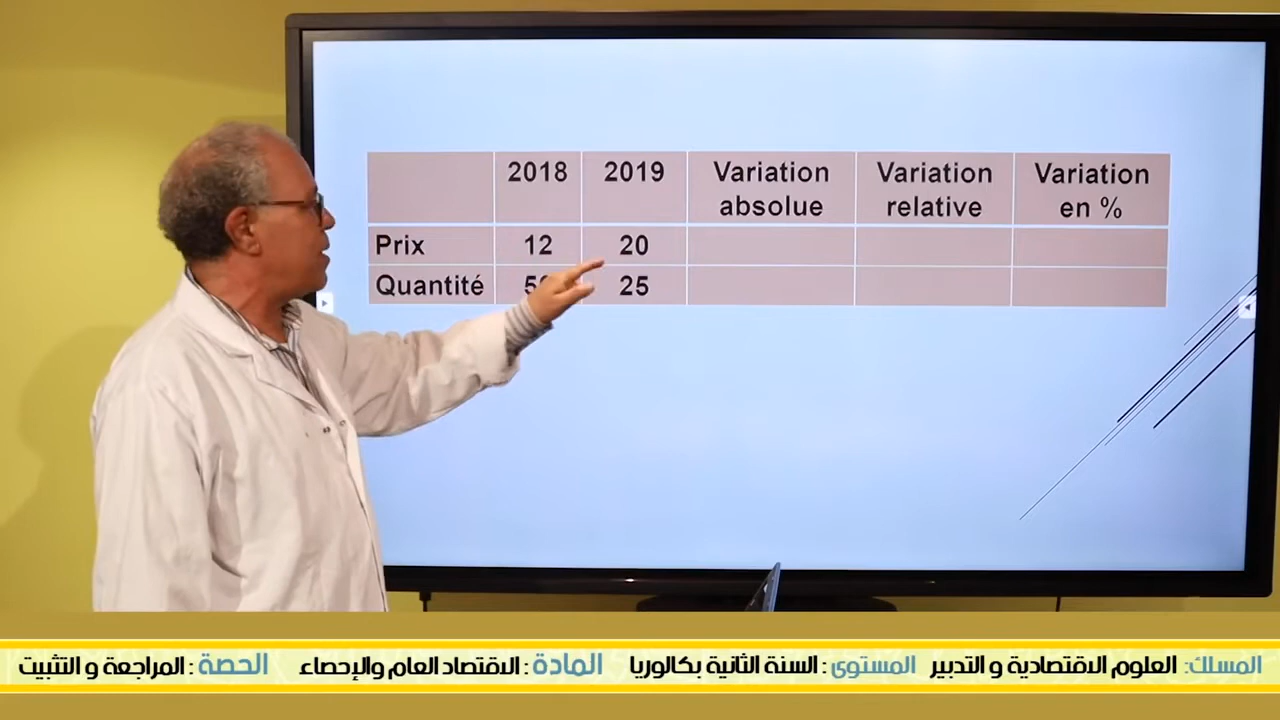 2018 2019 Variation absolue Variation relative Variation en %
Prix 12 20
Quantité 25
المسلك: العلوم الاقتصادية و التدبير المستوى : السنة الثانية بكالوريا المادة : الاقتصاد العام والإحصاء الحصة : المراجعة و التثبيت